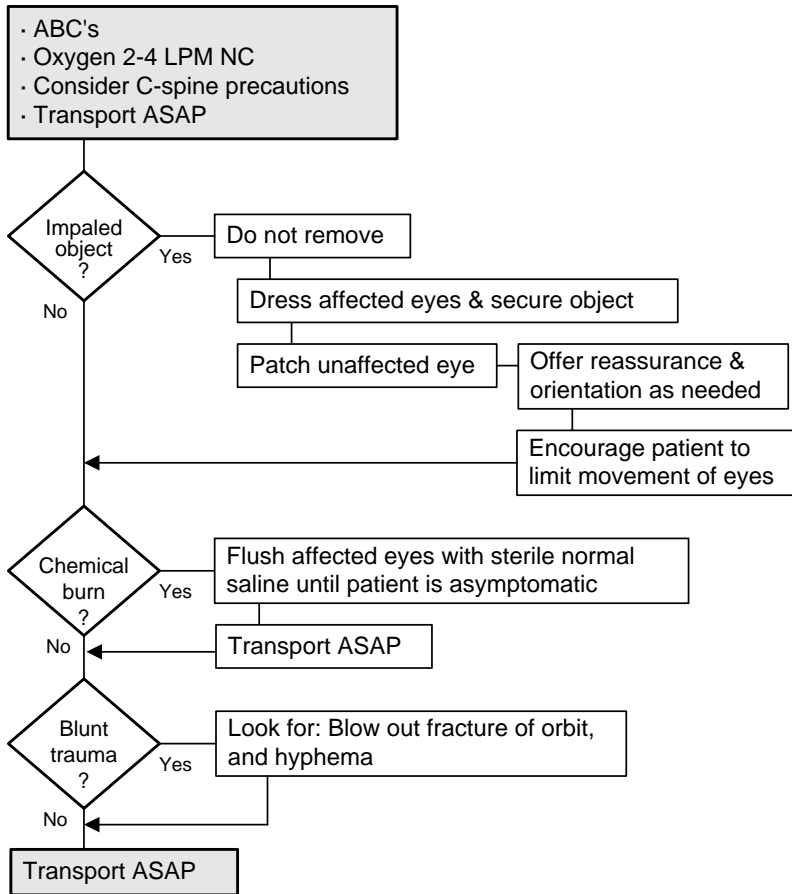 · ABC's
· Oxygen 2-4 LPM NC
· Consider C-spine precautions
· Transport ASAP
Impaled
object
?
Yes
No
Do not remove
Dress affected eyes & secure object
Patch unaffected eye
Offer reassurance &
orientation as needed
Encourage patient to
limit movement of eyes
Chemical
burn
?
Yes
No
Flush affected eyes with sterile normal
saline until patient is asymptomatic
Transport ASAP
Blunt
trauma
?
Yes
No
Look for: Blow out fracture of orbit,
and hyphema
Transport ASAP